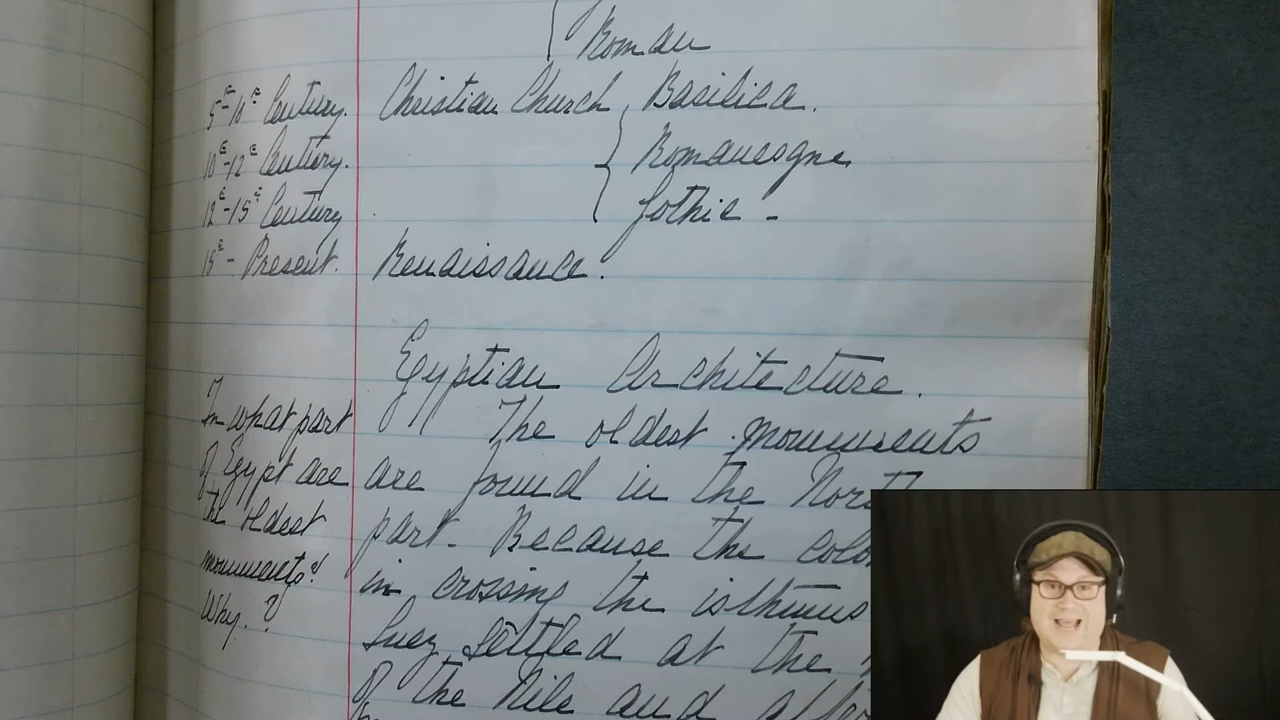 Roman
5th-10th Century. Christian Church, Basilica.
10th-12th Century. Romanesque
12th-15th Century Gothic -
15th - Present. Renaissance.
Egyptian Architecture.
In what part
of Egypt are
the oldest
monuments?
Why.?
The oldest monuments
are found in the North
part. Because the
in crossing the isthmus
Suez settled at the
of the Nile and